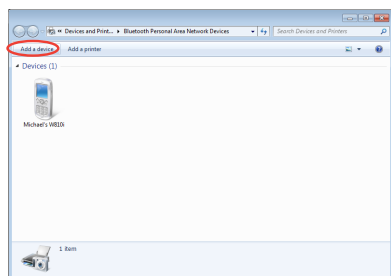 Devices and Print... Bluetooth Personal Area Network Devices
Search Devices and Printers
Add a device Add a printer
Devices (1)
Michael's W810i
1 item